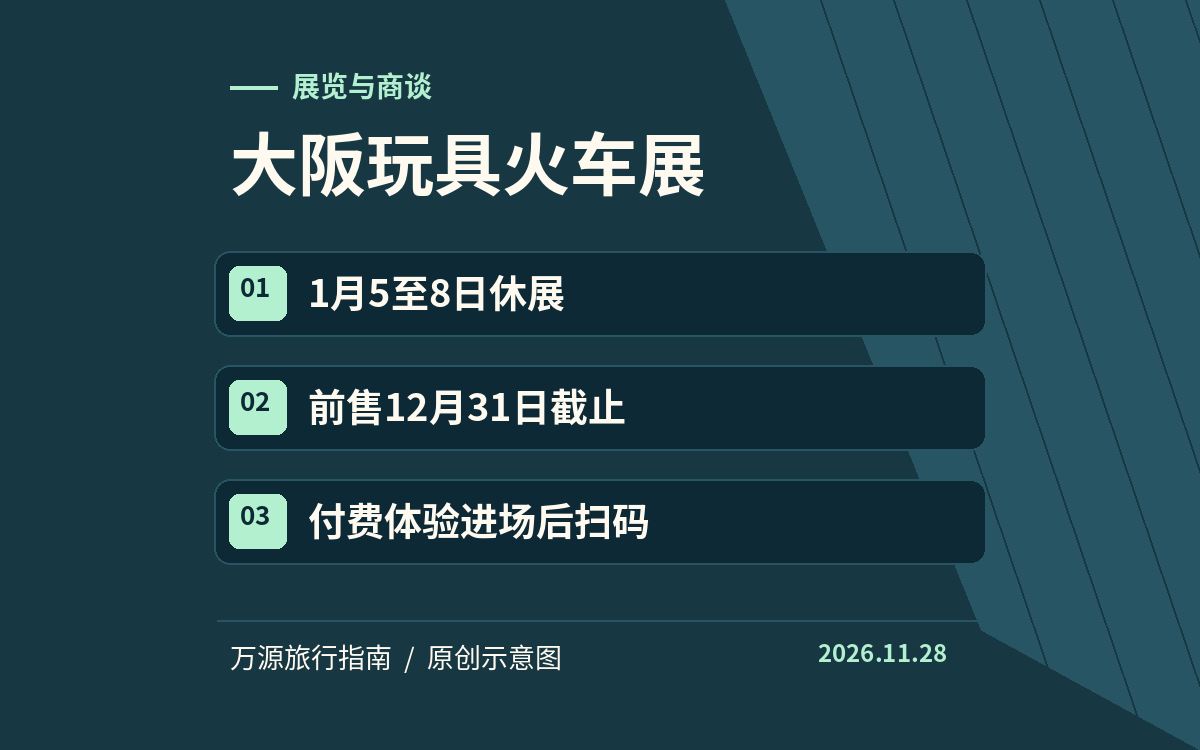 展览与商谈
大阪玩具火车展
01 1月5至8日休展
02 前售12月31日截止
03 付费体验进场后扫码
万源旅行指南 / 原创示意图
2026.11.28